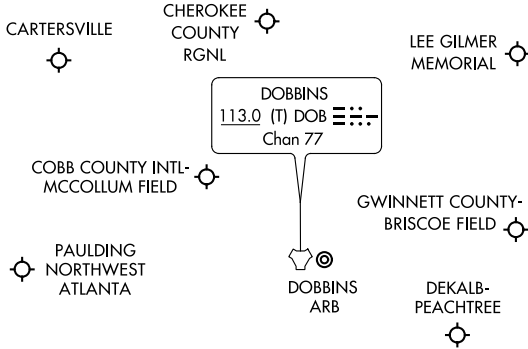 CARTERSVILLE
CHEROKEE
COUNTY
RGNL
LEE GILMER
MEMORIAL
DOBBINS
113.0 (T) DOB
Chan 77
COBB COUNTY INTL-
MCCOLLUM FIELD
GWINNETT COUNTY-
BRISCOE FIELD
PAULDING
NORTHWEST
ATLANTA
DOBBINS
ARB
DEKALB-
PEACHTREE